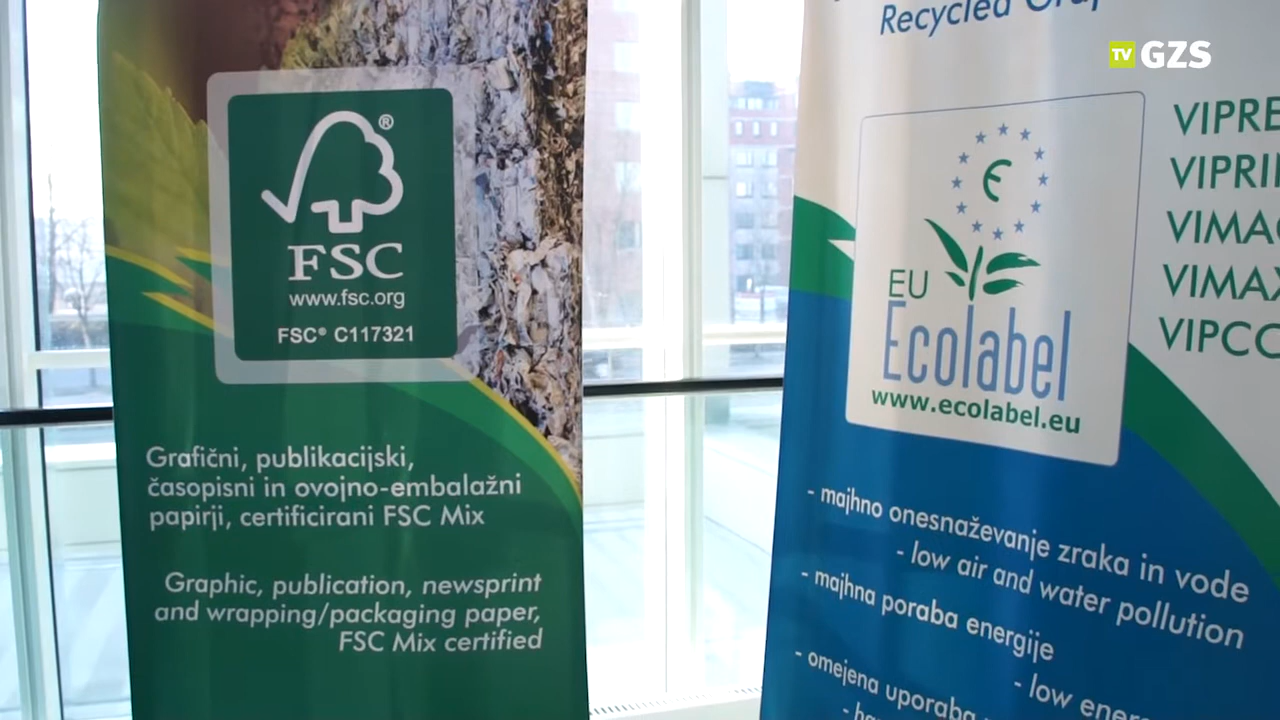 TV GZS
®
FSC
www.fsc.org
FSC® C117321
Grafični, publikacijski,
časopisni in ovojno-embalažni
papirji, certificirani FSC Mix
Graphic, publication, newsprint
and wrapping/packaging paper,
FSC Mix certified
Recycled
EU
Ecolabel
www.ecolabel.eu
- majhno onesnaževanje zraka in vode
- low air and water pollution
- majhna poraba energije
- low
- omejena uporaba